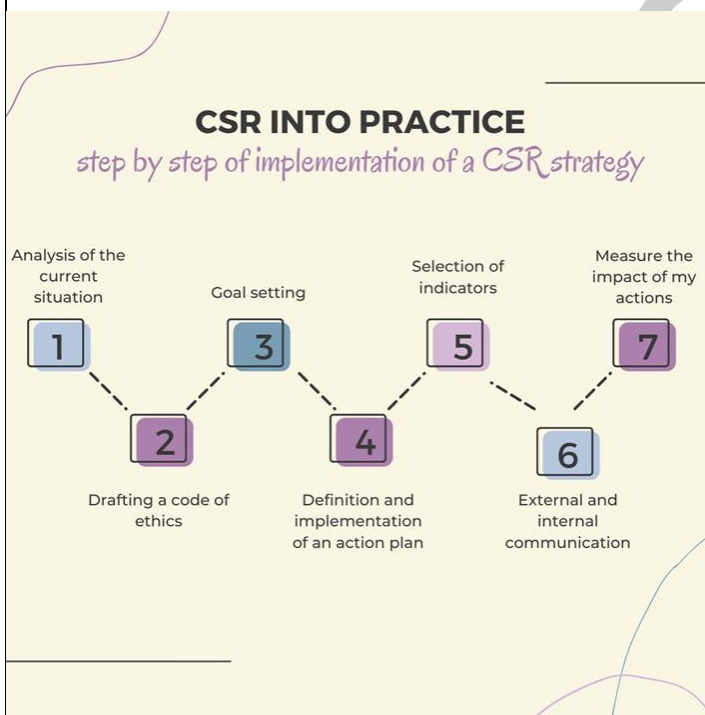 CSR INTO PRACTICE
step by step of implementation of a CSR strategy
Analysis of the
current
situation
1
2
Drafting a code of
ethics
Goal setting
3
4
Definition and
implementation
of an action plan
Selection of
indicators
5
6
External and
internal
communication
Measure the
impact of my
actions
7